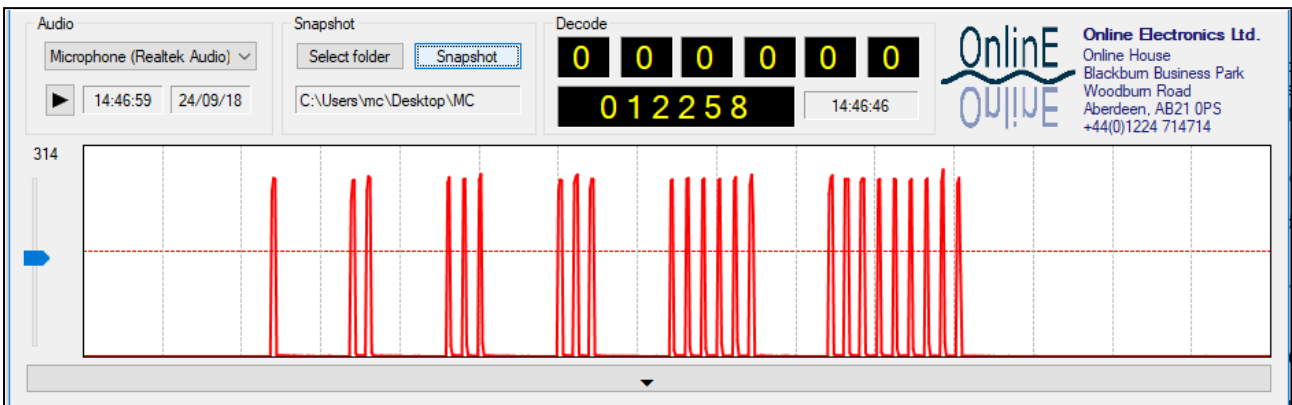 Audio
Microphone (Realtek Audio)
14:46:59 24/09/18
Snapshot
Select folder Snapshot
C:\Users\mc\Desktop\MC
Decode
0 0 0 0 0 0
012258 14:46:46
OnlinE
Online Electronics Ltd.
Online House
Blackburn Business Park
Woodburn Road
Aberdeen, AB21 0PS
+44(0)1224 714714
314